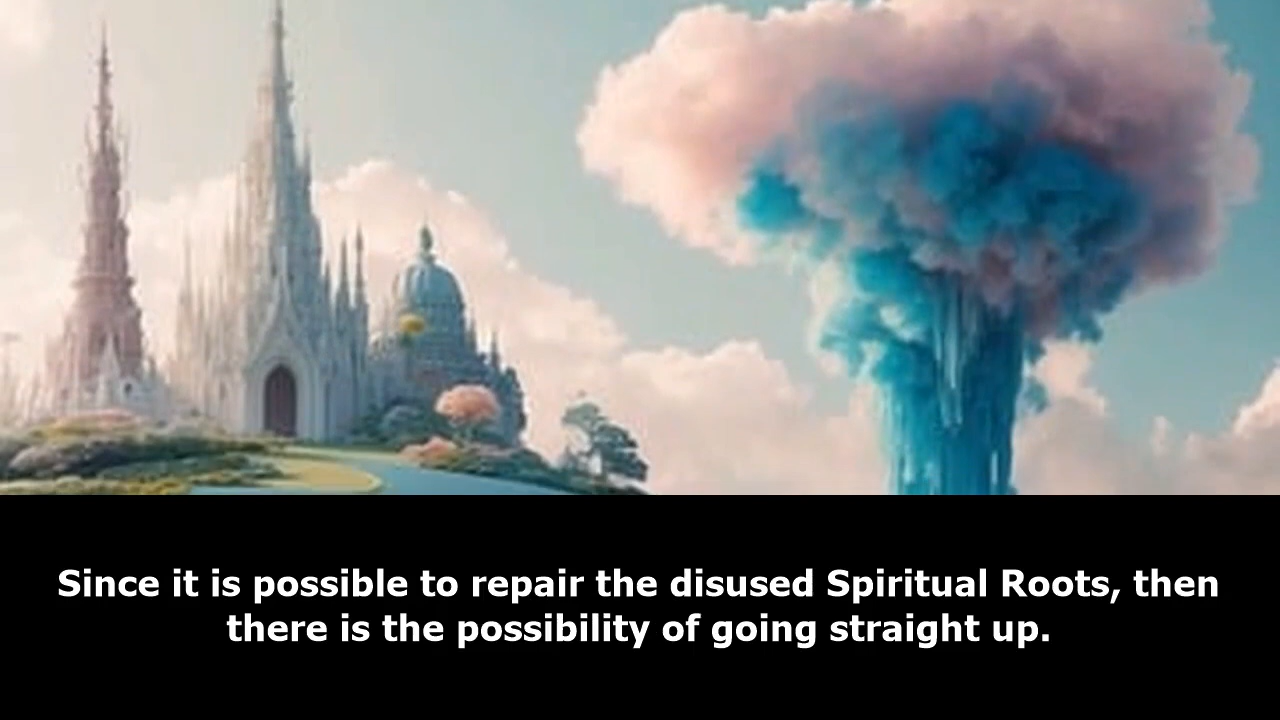 Since it is possible to repair the disused Spiritual Roots, then
there is the possibility of going straight up.